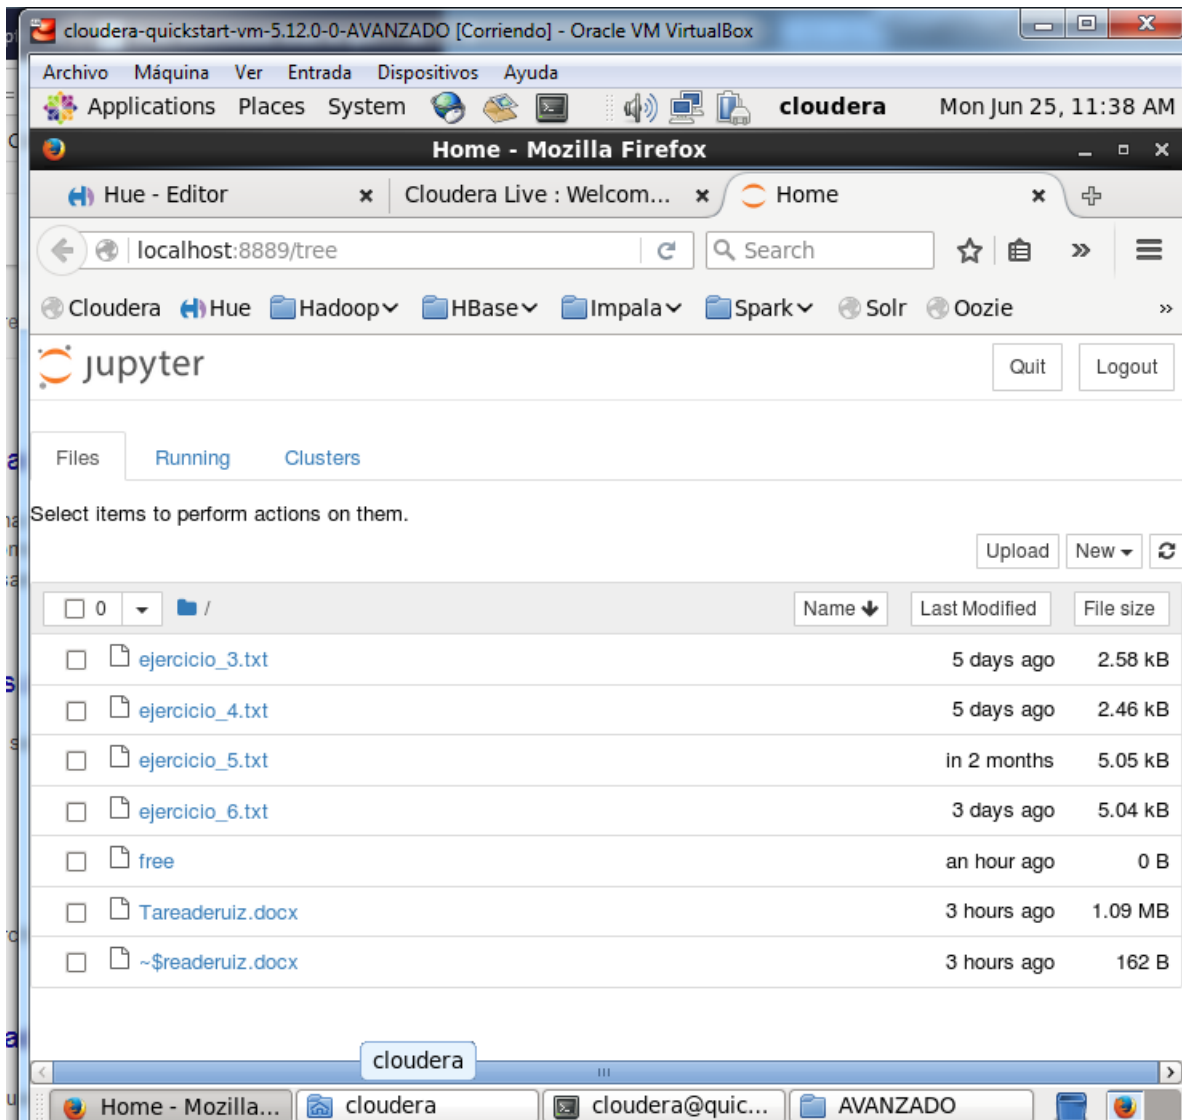 cloudera-quickstart-vm-5.12.0-0-AVANZADO [Corriendo] - Oracle VM VirtualBox
Archivo Máquina Ver Entrada Dispositivos Ayuda
Applications Places System cloudera Mon Jun 25, 11:38 AM
Home - Mozilla Firefox
Hue - Editor Cloudera Live : Welcom... Home
localhost:8889/tree Search
Cloudera Hue Hadoop HBase Impala Spark Solr Oozie »
jupyter Quit Logout
Files Running Clusters
Select items to perform actions on them.
Upload New
0 / Name Last Modified File size
ejercicio_3.txt 5 days ago 2.58 kB
ejercicio_4.txt 5 days ago 2.46 kB
ejercicio_5.txt in 2 months 5.05 kB
ejercicio_6.txt 3 days ago 5.04 kB
free an hour ago 0 B
Tareaderuiz.docx 3 hours ago 1.09 MB
~$readeruiz.docx 3 hours ago 162 B
cloudera
Home - Mozilla... cloudera cloudera@quic... AVANZADO